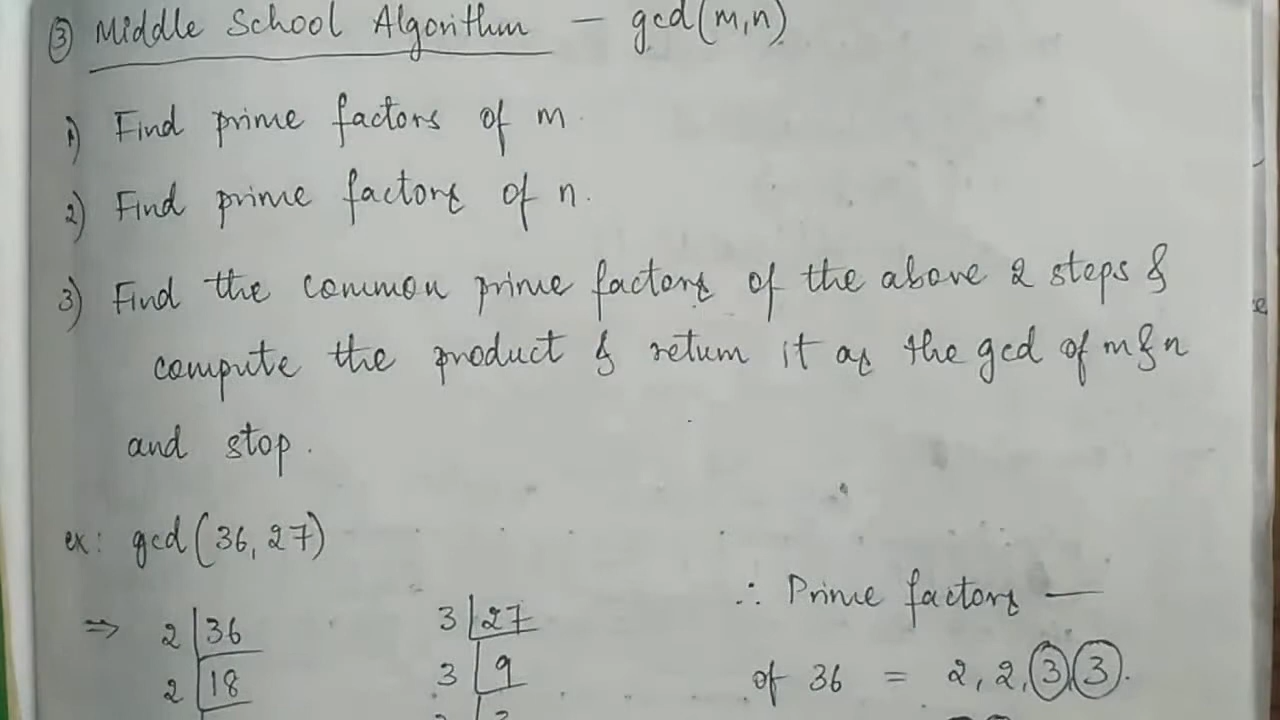 ③ Middle School Algorithm — gcd(m,n)
1) Find prime factors of m.
2) Find prime factors of n.
3) Find the common prime factors of the above 2 steps &
compute the product & return it as the gcd of m & n
and stop.
ex: gcd(36, 27)
⇒ 2 | 36 3 | 27 ∴ Prime factors —
2 | 18 3 | 9 of 36 = 2, 2, ③ ③.